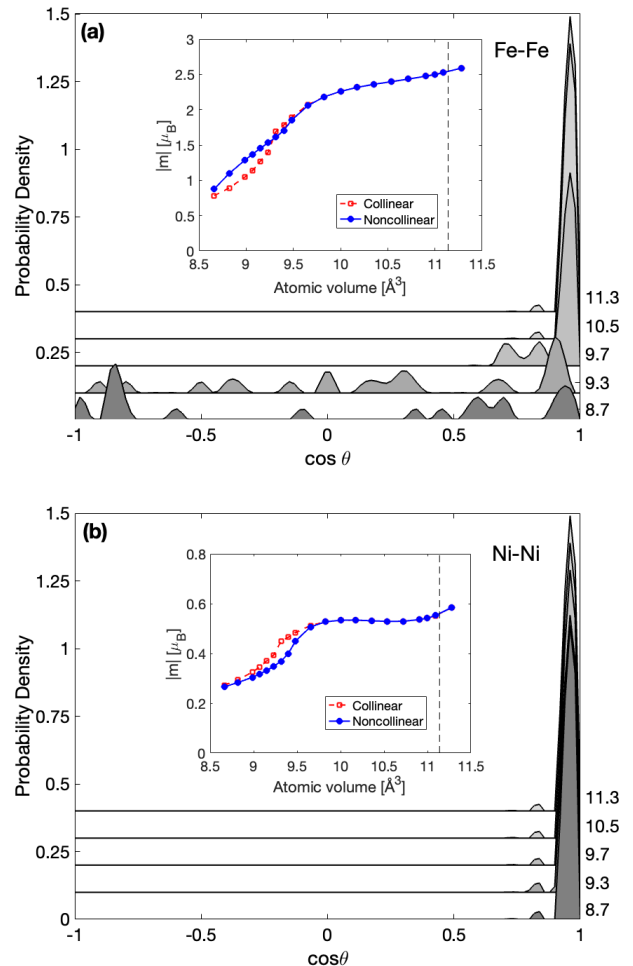 (a)
Fe-Fe
1.5
1.25
1
0.75
0.5
0.25
Probability Density
3
2.5
2
1.5
1
0.5
0
|m| [μB]
Collinear
Noncollinear
8.5 9 9.5 10 10.5 11 11.5
Atomic volume [Å3]
11.3
10.5
9.7
9.3
8.7
-1 -0.5 0 0.5 1
cos θ
(b)
Ni-Ni
1.5
1.25
1
0.75
0.5
0.25
0
Probability Density
0.8
0.6
0.4
0.2
0
|m| [μB]
Collinear
Noncollinear
8.5 9 9.5 10 10.5 11 11.5
Atomic volume [Å3]
11.3
10.5
9.7
9.3
8.7
-1 -0.5 0 0.5 1
cosθ